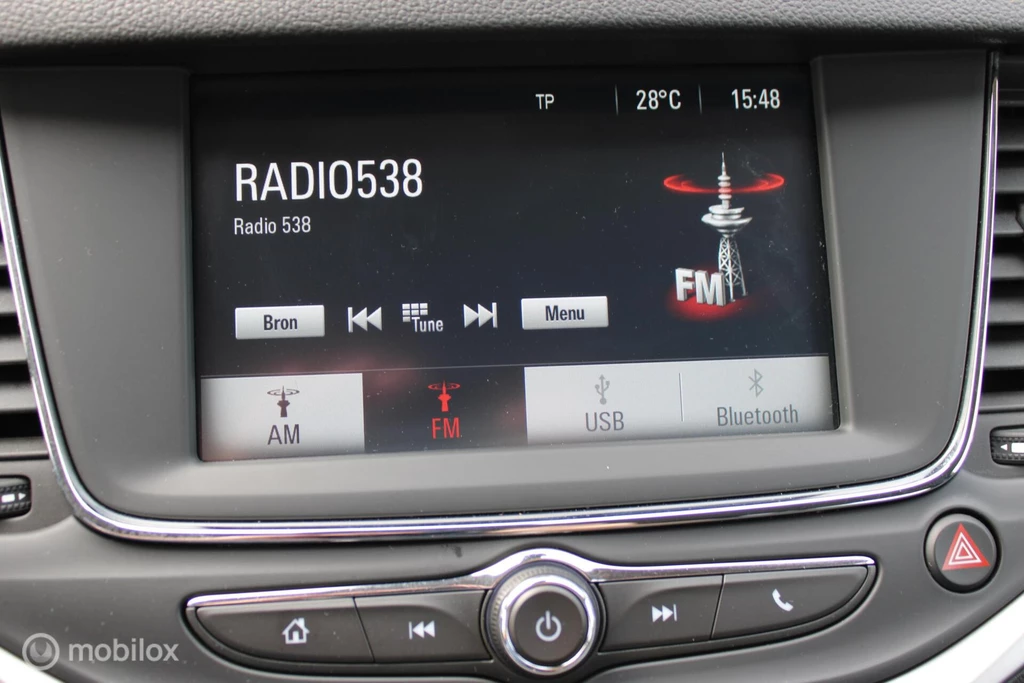 TP 28°C 15:48
RADIO538
Radio 538
FM
Bron Tune Menu
AM FM USB Bluetooth
mobilox